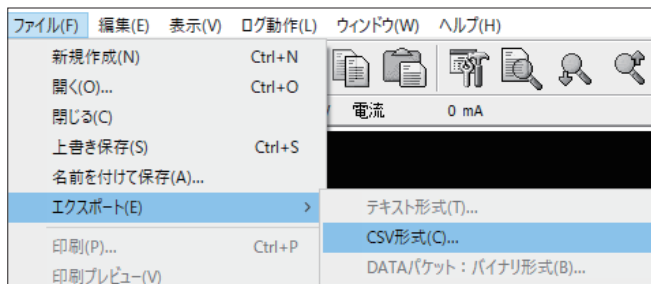 ファイル(F) 編集(E) 表示(V) ログ動作(L) ウィンドウ(W) ヘルプ(H)
新規作成(N) Ctrl+N
開く(O)... Ctrl+O
閉じる(C)
電流 0 mA
上書き保存(S) Ctrl+S
名前を付けて保存(A)...
エクスポート(E) >
テキスト形式(T)...
CSV形式(C)...
DATAパケット：バイナリ形式(B)...
印刷(P)... Ctrl+P
印刷プレビュー(V)